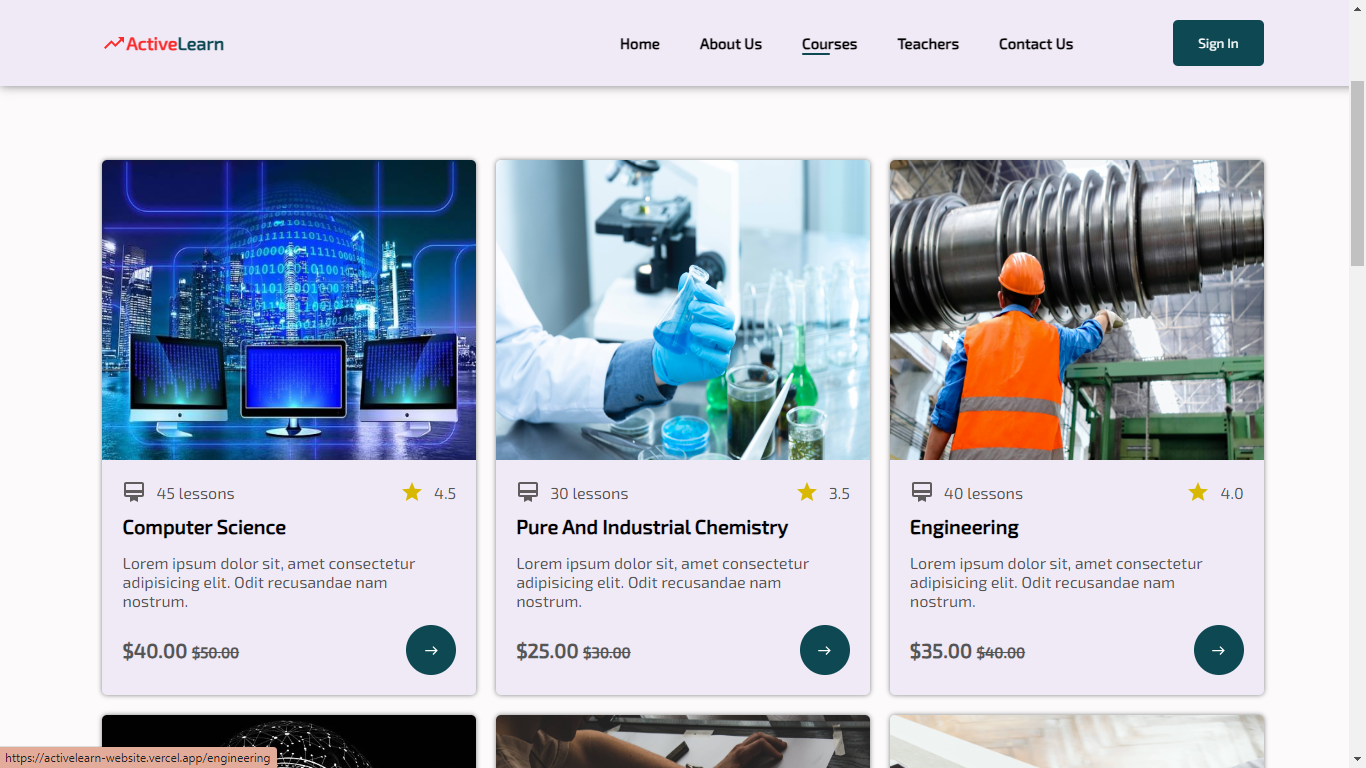 ActiveLearn
Home
About Us
Courses
Teachers
Contact Us
Sign In
45 lessons
4.5
Computer Science
Lorem ipsum dolor sit, amet consectetur
adipisicing elit. Odit recusandae nam
nostrum.
$40.00 $50.00
30 lessons
3.5
Pure And Industrial Chemistry
Lorem ipsum dolor sit, amet consectetur
adipisicing elit. Odit recusandae nam
nostrum.
$25.00 $30.00
40 lessons
4.0
Engineering
Lorem ipsum dolor sit, amet consectetur
adipisicing elit. Odit recusandae nam
nostrum.
$35.00 $40.00
https://activelearn-website.vercel.app/engineering